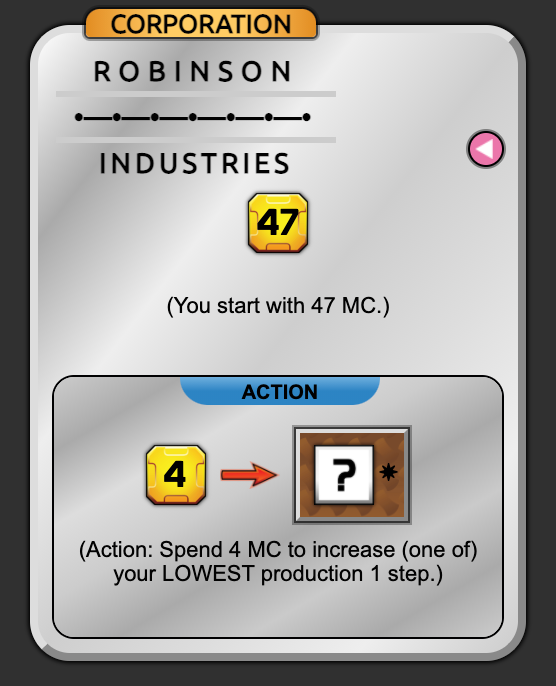 CORPORATION
ROBINSON
INDUSTRIES
47
(You start with 47 MC.)
ACTION
4
?
(Action: Spend 4 MC to increase (one of)
your LOWEST production 1 step.)